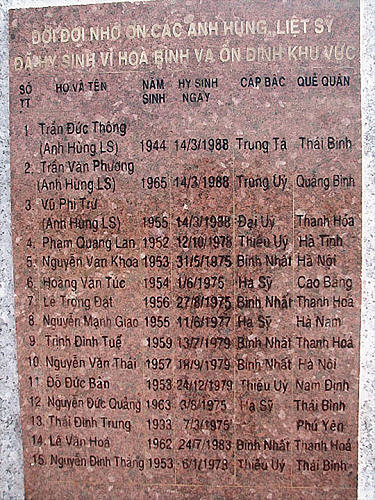 ĐỜI ĐỜI NHỚ ƠN CÁC ANH HÙNG, LIỆT SỸ
ĐÃ HY SINH VÌ HOÀ BÌNH VÀ ỔN ĐỊNH KHU VỰC
SỐ TT HỌ VÀ TÊN NĂM SINH HY SINH NGÀY CẤP BẬC QUÊ QUÁN
1. Trần Đức Thông
(Anh Hùng LS) 1944 14/3/1988 Trung Tá Thái Bình
2. Trần Văn Phương
(Anh Hùng LS) 1965 14/3/1988 Trung Uý Quảng Bình
3. Vũ Phi Trừ
(Anh Hùng LS) 1955 14/3/1988 Đại Uý Thanh Hóa
4. Phạm Quang Lan 1952 12/10/1978 Thiếu Uý Hà Tĩnh
5. Nguyễn Văn Khoa 1953 31/5/1975 Binh Nhất Hà Nội
6. Hoàng Văn Túc 1954 1/6/1975 Hạ Sỹ Cao Bằng
7. Lê Trọng Đạt 1956 27/8/1975 Binh Nhất Thanh Hoá
8. Nguyễn Mạnh Giao 1955 11/6/1977 Hạ Sỹ Hà Nam
9. Trịnh Đình Tuế 1959 13/7/1979 Binh Nhất Thanh Hoá
10. Nguyễn Văn Thái 1957 18/9/1979 Binh Nhất Hà Nội
11. Đỗ Đức Bản 1953 24/12/1979 Thiếu Uý Nam Định
12. Nguyễn Đức Quảng 1963 3/8/1975 Hạ Sỹ Thái Bình
13. Thái Đình Trung 1933 7/3/1975 Phú Yên
14. Lê Văn Hoá 1962 24/7/1983 Binh Nhất Thanh Hoá
15. Nguyễn Đình Thăng 1953 6/1/1978 Thiếu Uý Thái Bình